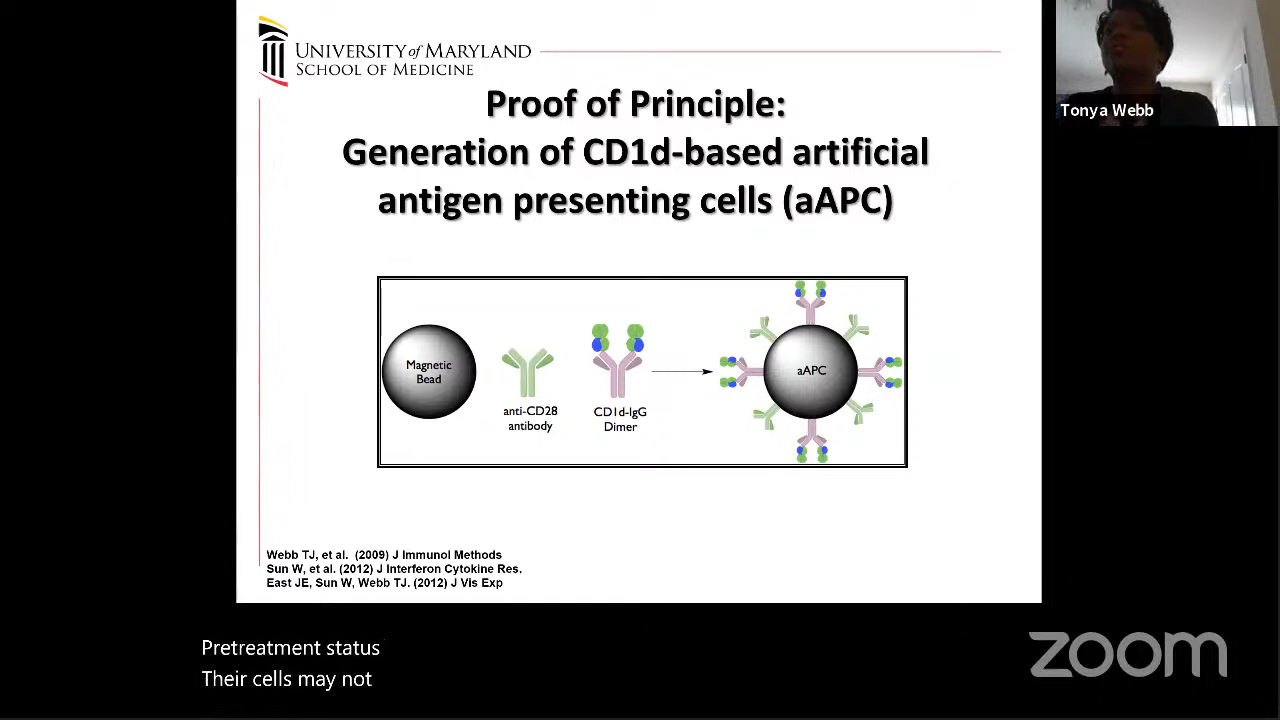 UNIVERSITY of MARYLAND
SCHOOL OF MEDICINE
Proof of Principle:
Generation of CD1d-based artificial
antigen presenting cells (aAPC)
Magnetic
Bead
anti-CD28
antibody
CD1d-IgG
Dimer
aAPC
Webb TJ, et al. (2009) J Immunol Methods
Sun W, et al. (2012) J Interferon Cytokine Res.
East JE, Sun W, Webb TJ. (2012) J Vis Exp
Tonya Webb
Pretreatment status
Their cells may not
zoom